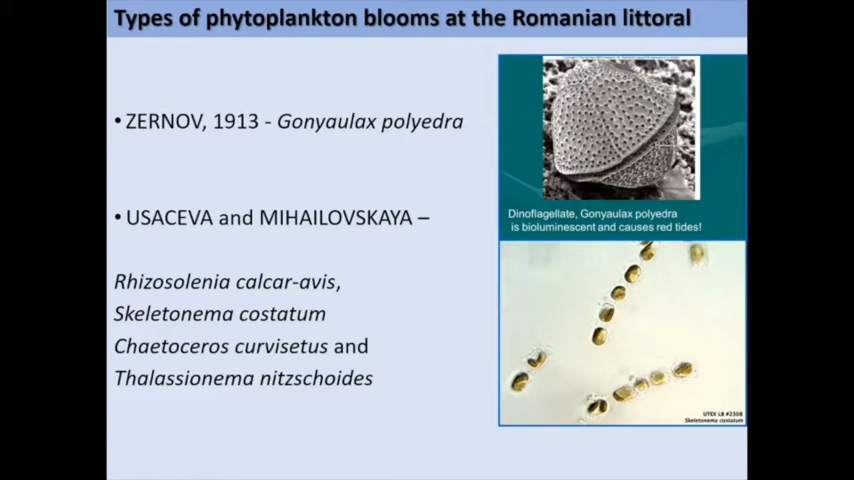 Types of phytoplankton blooms at the Romanian littoral
• ZERNOV, 1913 - Gonyaulax polyedra
• USACEVA and MIHAILOVSKAYA –
Rhizosolenia calcar-avis,
Skeletonema costatum
Chaetoceros curvisetus and
Thalassionema nitzschoides
Dinoflagellate, Gonyaulax polyedra
is bioluminescent and causes red tides!
UTEX LB #2308
Skeletonema costatum